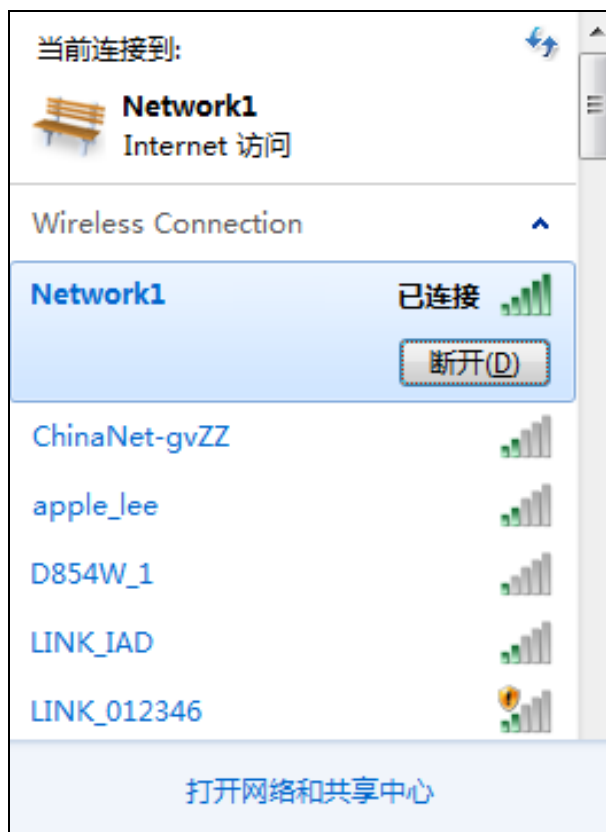 当前连接到:
Network1
Internet 访问
Wireless Connection
Network1 已连接
断开(D)
ChinaNet-gvZZ
apple_lee
D854W_1
LINK_IAD
LINK_012346
打开网络和共享中心